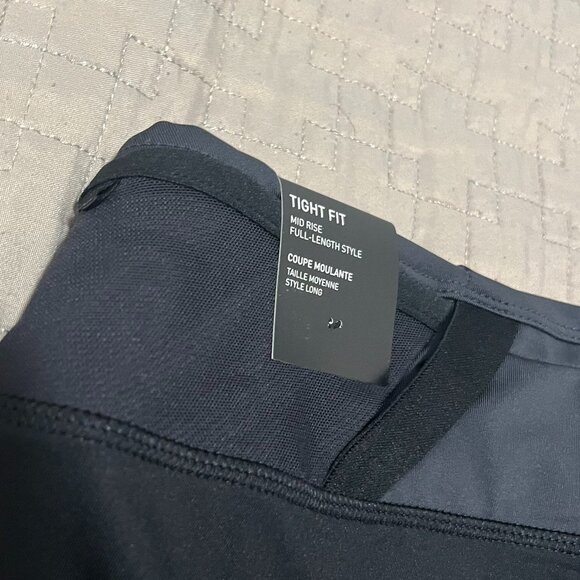 TIGHT FIT
MID RISE
FULL-LENGTH STYLE
COUPE MOULANTE
TAILLE MOYENNE
STYLE LONG